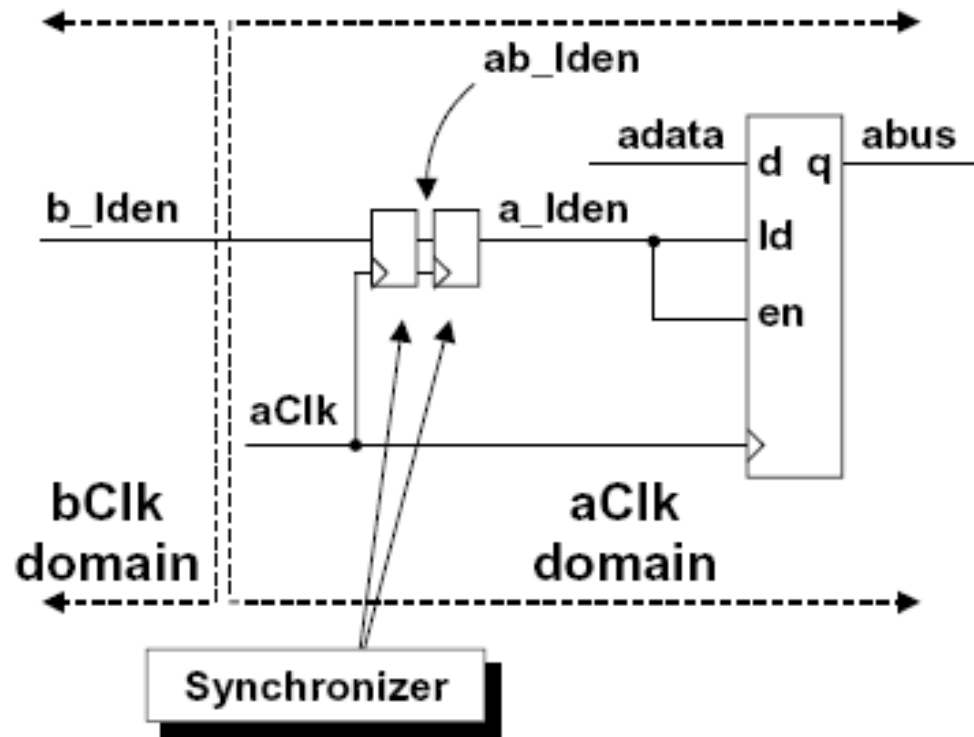 ab_lden
adata
d q
abus
b_lden
a_lden
ld
en
aClk
bClk
domain
aClk
domain
Synchronizer